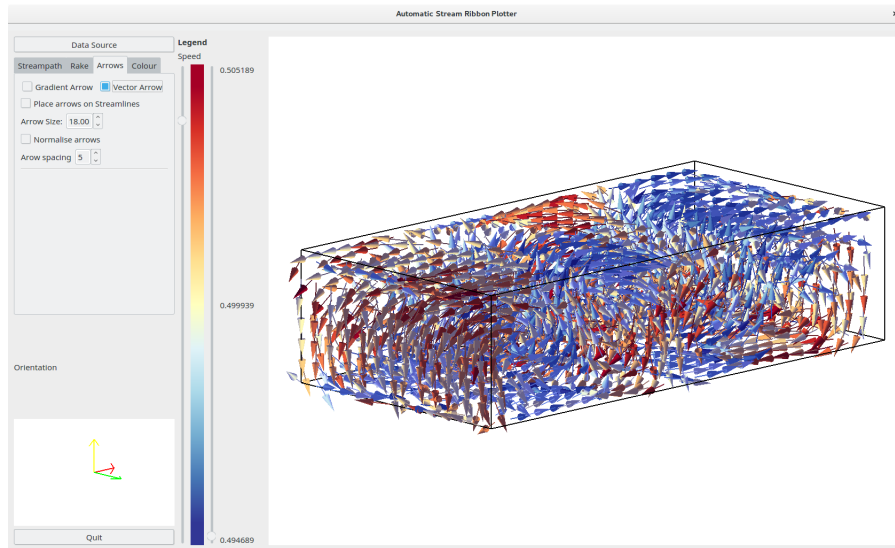 Automatic Stream Ribbon Plotter
Data Source
Streampath Rake Arrows Colour
Gradient Arrow Vector Arrow
Place arrows on Streamlines
Arrow Size: 18.00
Normalise arrows
Arow spacing 5
Orientation
Quit
Legend
Speed
0.505189
0.499939
0.494689